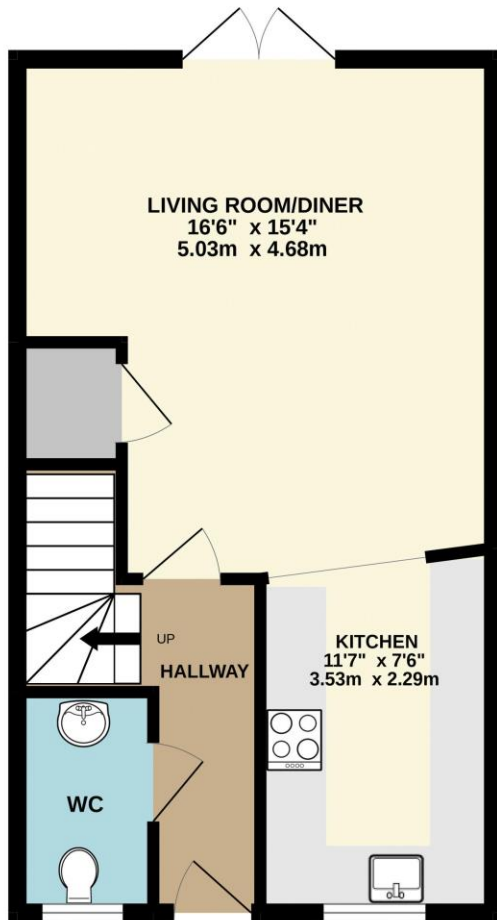 LIVING ROOM/DINER
16'6" x 15'4"
5.03m x 4.68m
UP
HALLWAY
KITCHEN
11'7" x 7'6"
3.53m x 2.29m
WC